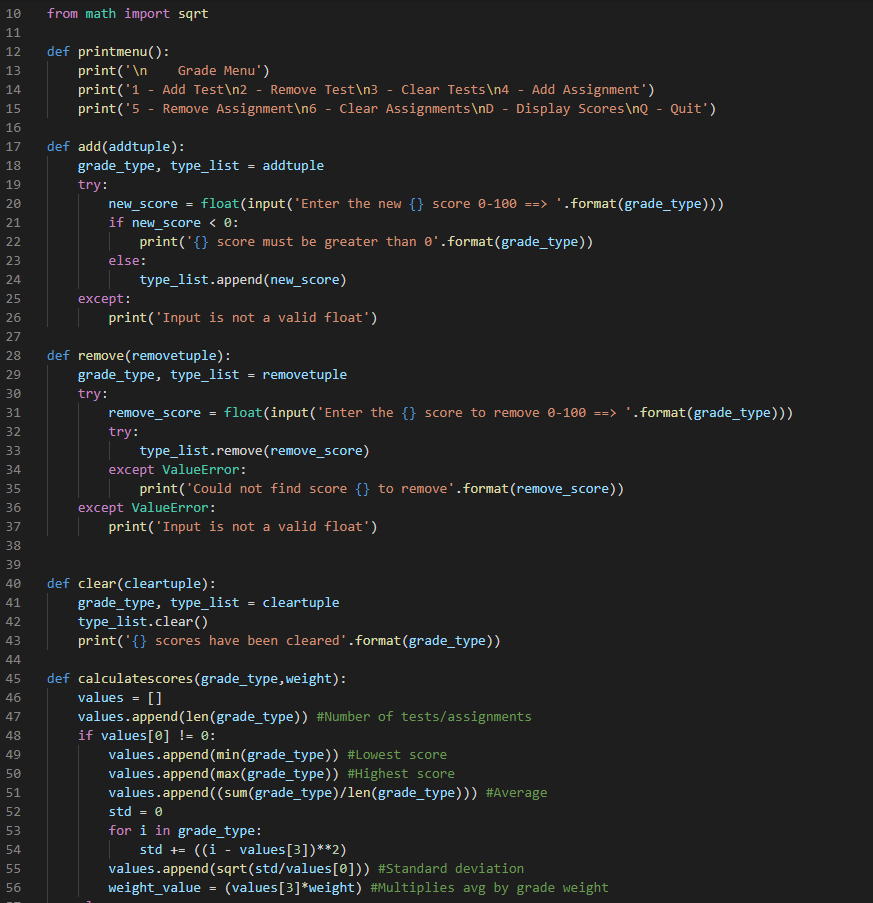 10 from math import sqrt
11
12 def printmenu():
13     print('\n    Grade Menu')
14     print('1 - Add Test\n2 - Remove Test\n3 - Clear Tests\n4 - Add Assignment')
15     print('5 - Remove Assignment\n6 - Clear Assignments\nD - Display Scores\nQ - Quit')
16
17 def add(addtuple):
18     grade_type, type_list = addtuple
19     try:
20         new_score = float(input('Enter the new {} score 0-100 ==> '.format(grade_type)))
21         if new_score < 0:
22             print('{} score must be greater than 0'.format(grade_type))
23         else:
24             type_list.append(new_score)
25     except:
26         print('Input is not a valid float')
27
28 def remove(removetuple):
29     grade_type, type_list = removetuple
30     try:
31         remove_score = float(input('Enter the {} score to remove 0-100 ==> '.format(grade_type)))
32         try:
33             type_list.remove(remove_score)
34         except ValueError:
35             print('Could not find score {} to remove'.format(remove_score))
36     except ValueError:
37         print('Input is not a valid float')
38
39
40 def clear(cleartuple):
41     grade_type, type_list = cleartuple
42     type_list.clear()
43     print('{} scores have been cleared'.format(grade_type))
44
45 def calculatescores(grade_type,weight):
46     values = []
47     values.append(len(grade_type)) #Number of tests/assignments
48     if values[0] != 0:
49         values.append(min(grade_type)) #Lowest score
50         values.append(max(grade_type)) #Highest score
51         values.append((sum(grade_type)/len(grade_type))) #Average
52         std = 0
53         for i in grade_type:
54             std += ((i - values[3])**2)
55         values.append(sqrt(std/values[0])) #Standard deviation
56         weight_value = (values[3]*weight) #Multiplies avg by grade weight